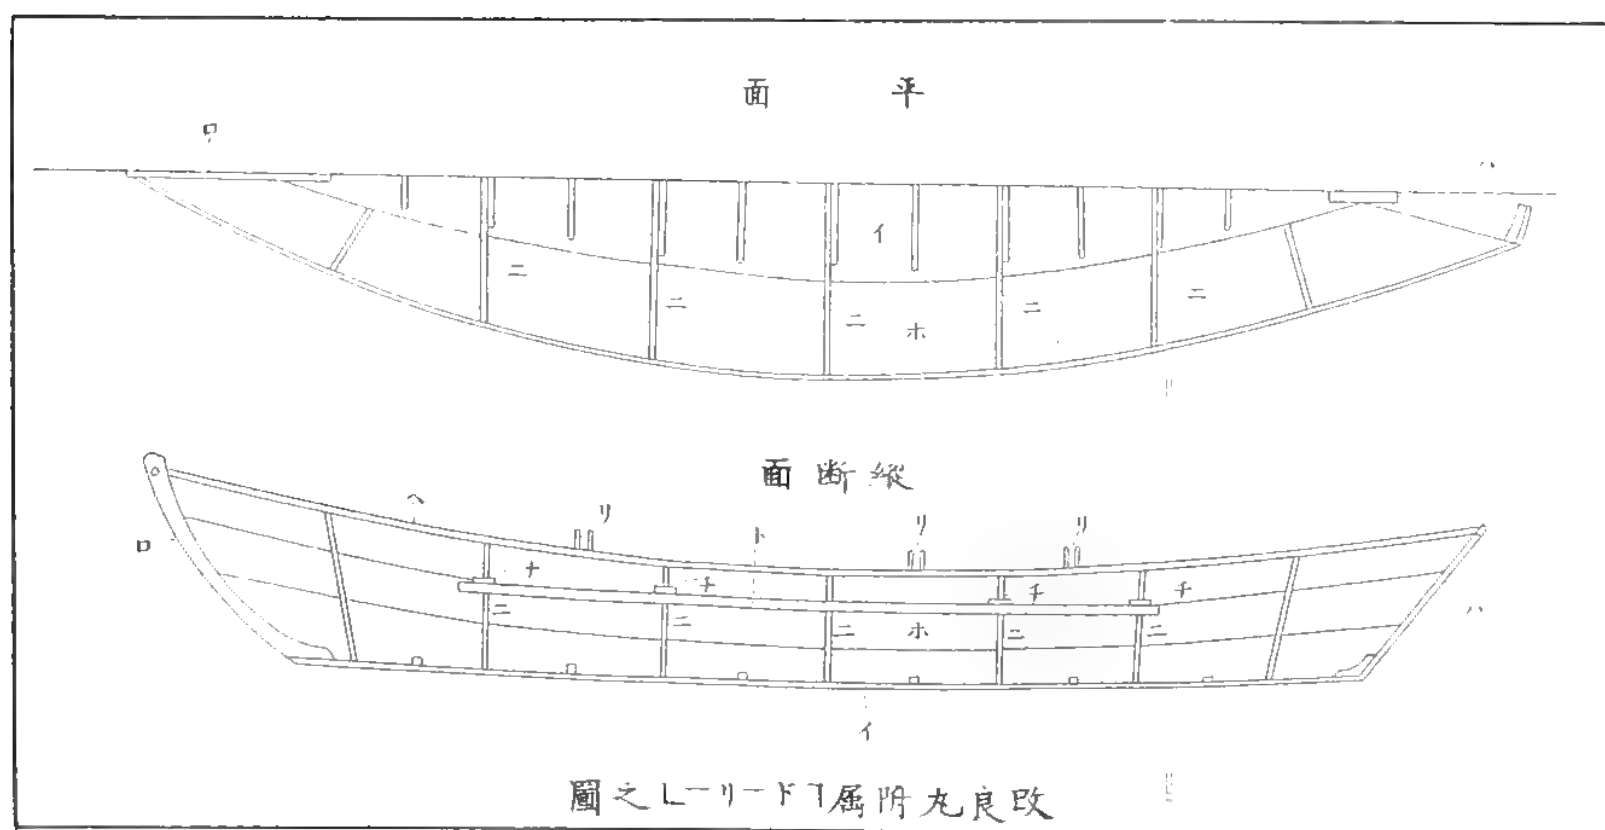 平面
ロ
ハ
イ
ニ
ニ
ニ
ホ
ニ
ニ
縱断面
ヘ
リ
リ
リ
ト
ロ
チ
チ
チ
チ
ハ
ニ
ニ
ニ
ホ
ニ
ニ
イ
改良丸附属「ドーリー」之圖